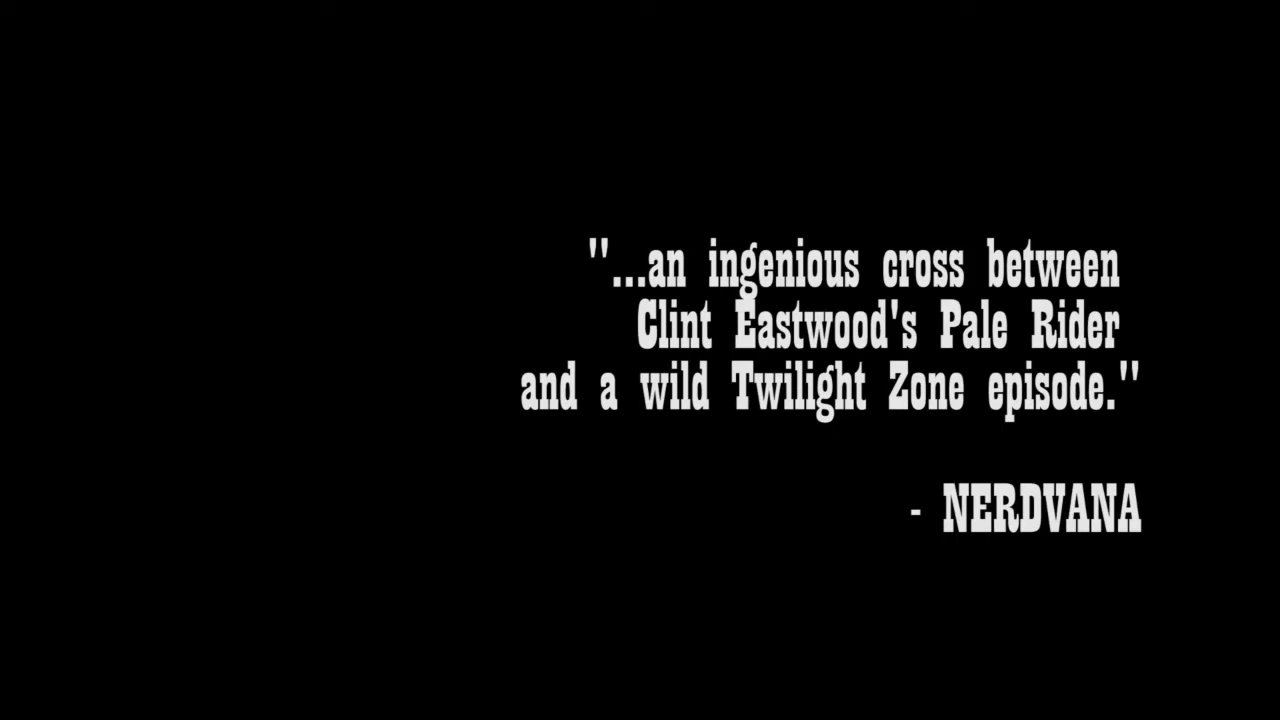 "...an ingenious cross between
Clint Eastwood's Pale Rider
and a wild Twilight Zone episode."
- NERDVANA